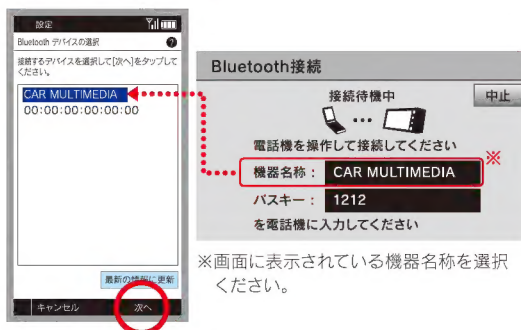 設定
Bluetooth デバイスの選択
?
接続するデバイスを選択して[次へ]をタップして
ください。
CAR MULTIMEDIA
00:00:00:00:00:00
最新の情報に更新
キャンセル
次へ
Bluetooth接続
接続待機中
中止
電話機を操作して接続してください
機器名称： CAR MULTIMEDIA
※
パスキー： 1212
を電話機に入力してください
※画面に表示されている機器名称を選択
ください。